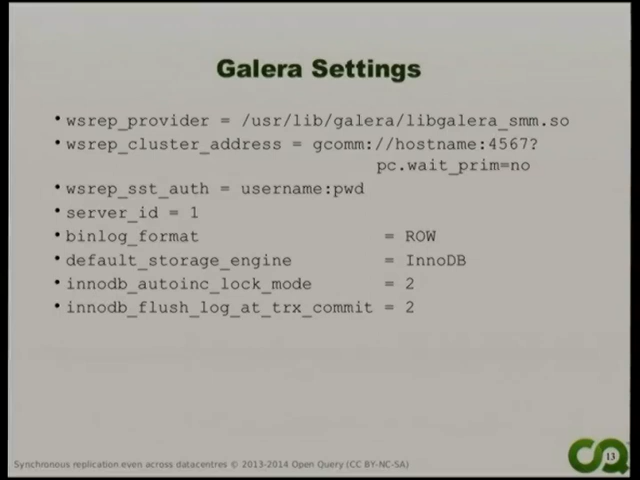 Galera Settings
• wsrep_provider = /usr/lib/galera/libgalera_smm.so
• wsrep_cluster_address = gcomm://hostname:4567?
pc.wait_prim=no
• wsrep_sst_auth = username:pwd
• server_id = 1
• binlog_format = ROW
• default_storage_engine = InnoDB
• innodb_autoinc_lock_mode = 2
• innodb_flush_log_at_trx_commit = 2
Synchronous replication even across datacentres © 2013-2014 Open Query (CC BY-NC-SA)
13